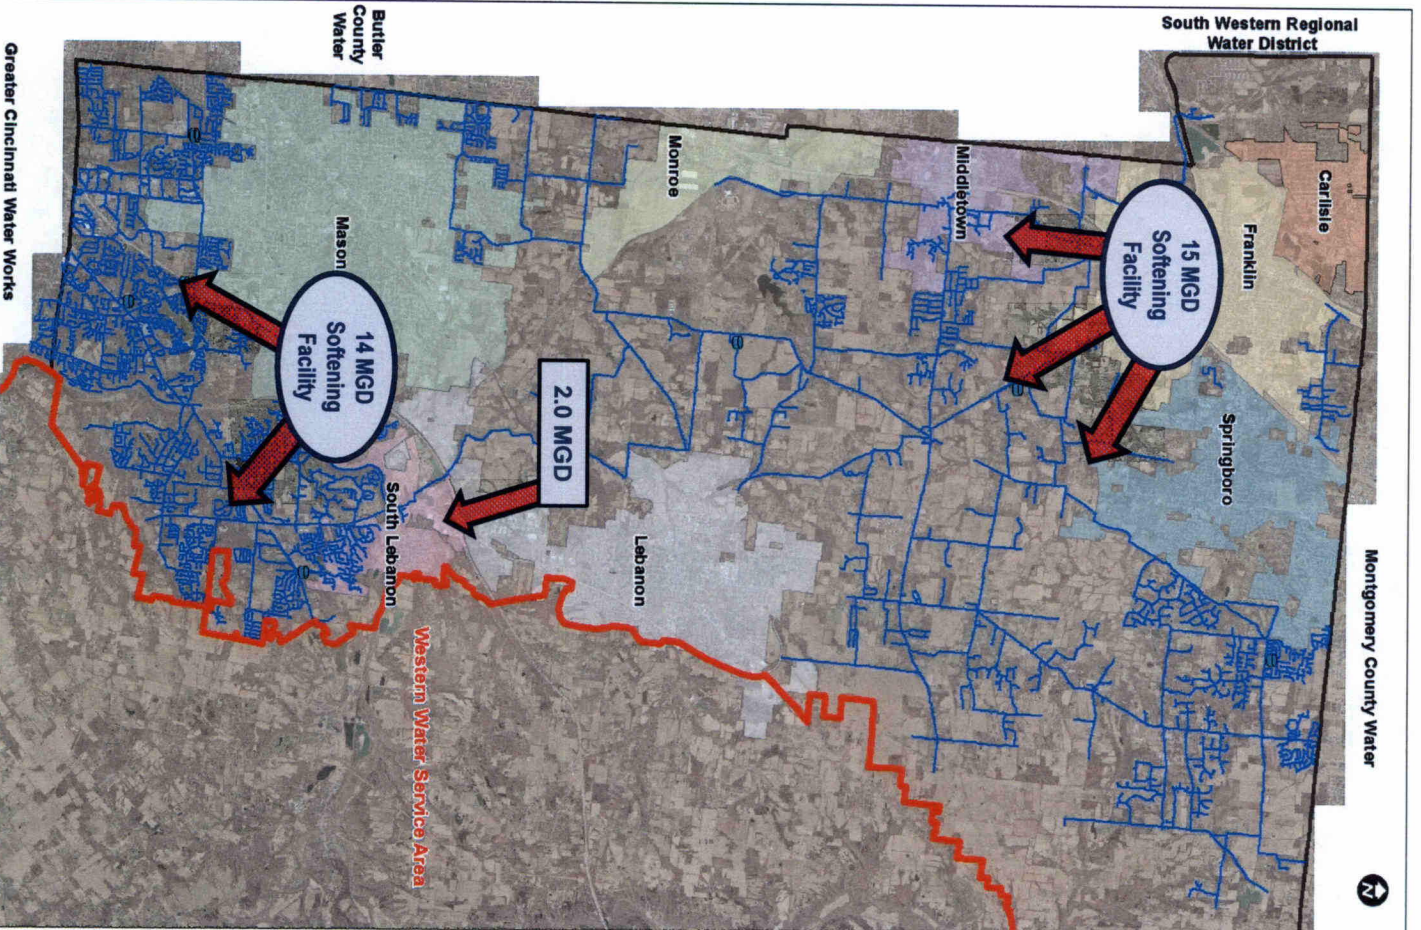 South Western Regional
Water District
Montgomery County Water
N
Carlisle
Franklin
Springboro
15 MGD
Softening
Facility
Middletown
Monroe
Lebanon
2.0 MGD
Butler
County
Water
Mason
14 MGD
Softening
Facility
South Lebanon
Western Water Service Area
Greater Cincinnati Water Works